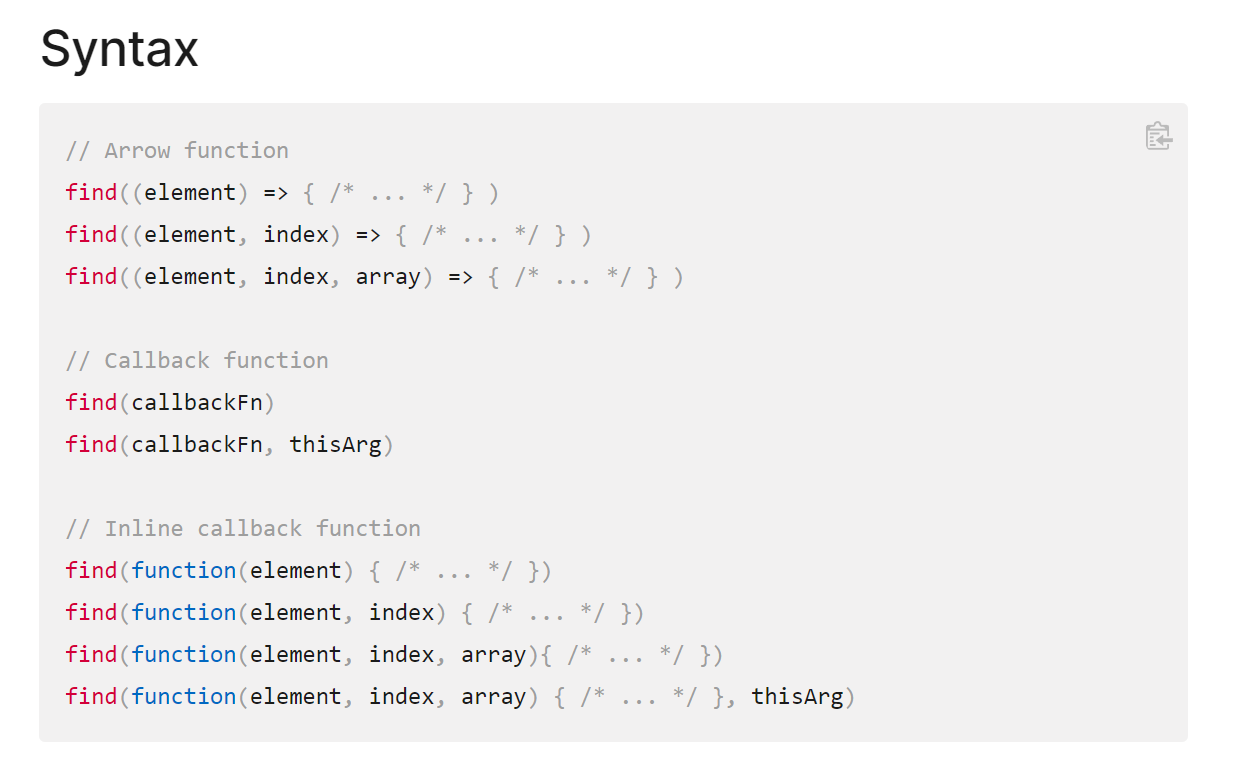 Syntax
// Arrow function
find((element) => { /* ... */ } )
find((element, index) => { /* ... */ } )
find((element, index, array) => { /* ... */ } )
// Callback function
find(callbackFn)
find(callbackFn, thisArg)
// Inline callback function
find(function(element) { /* ... */ })
find(function(element, index) { /* ... */ })
find(function(element, index, array){ /* ... */ })
find(function(element, index, array) { /* ... */ }, thisArg)